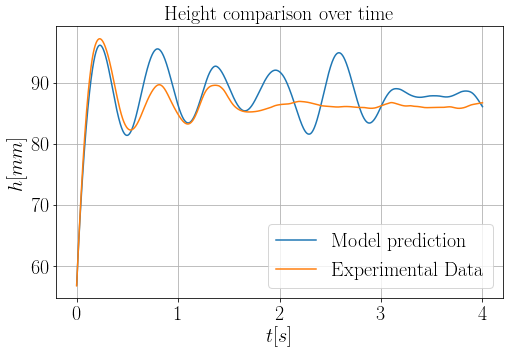 Height comparison over time
h[mm]
90
80
70
60
Model prediction
Experimental Data
0 1 2 3 4
t[s]